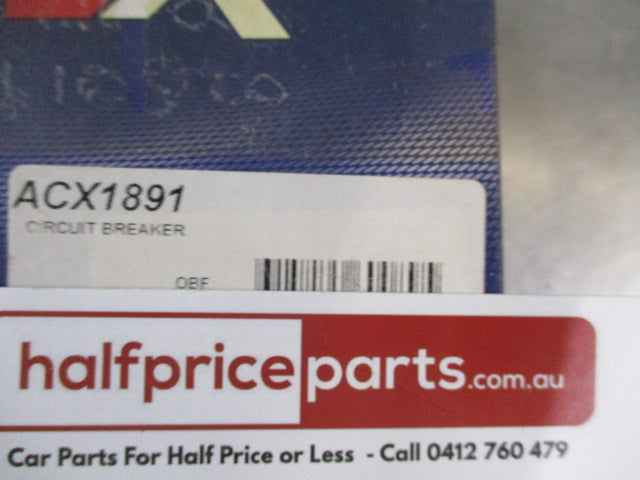 ACX1891
CIRCUIT BREAKER
OBF
halfpriceparts.com.au
Car Parts For Half Price or Less - Call 0412 760 479